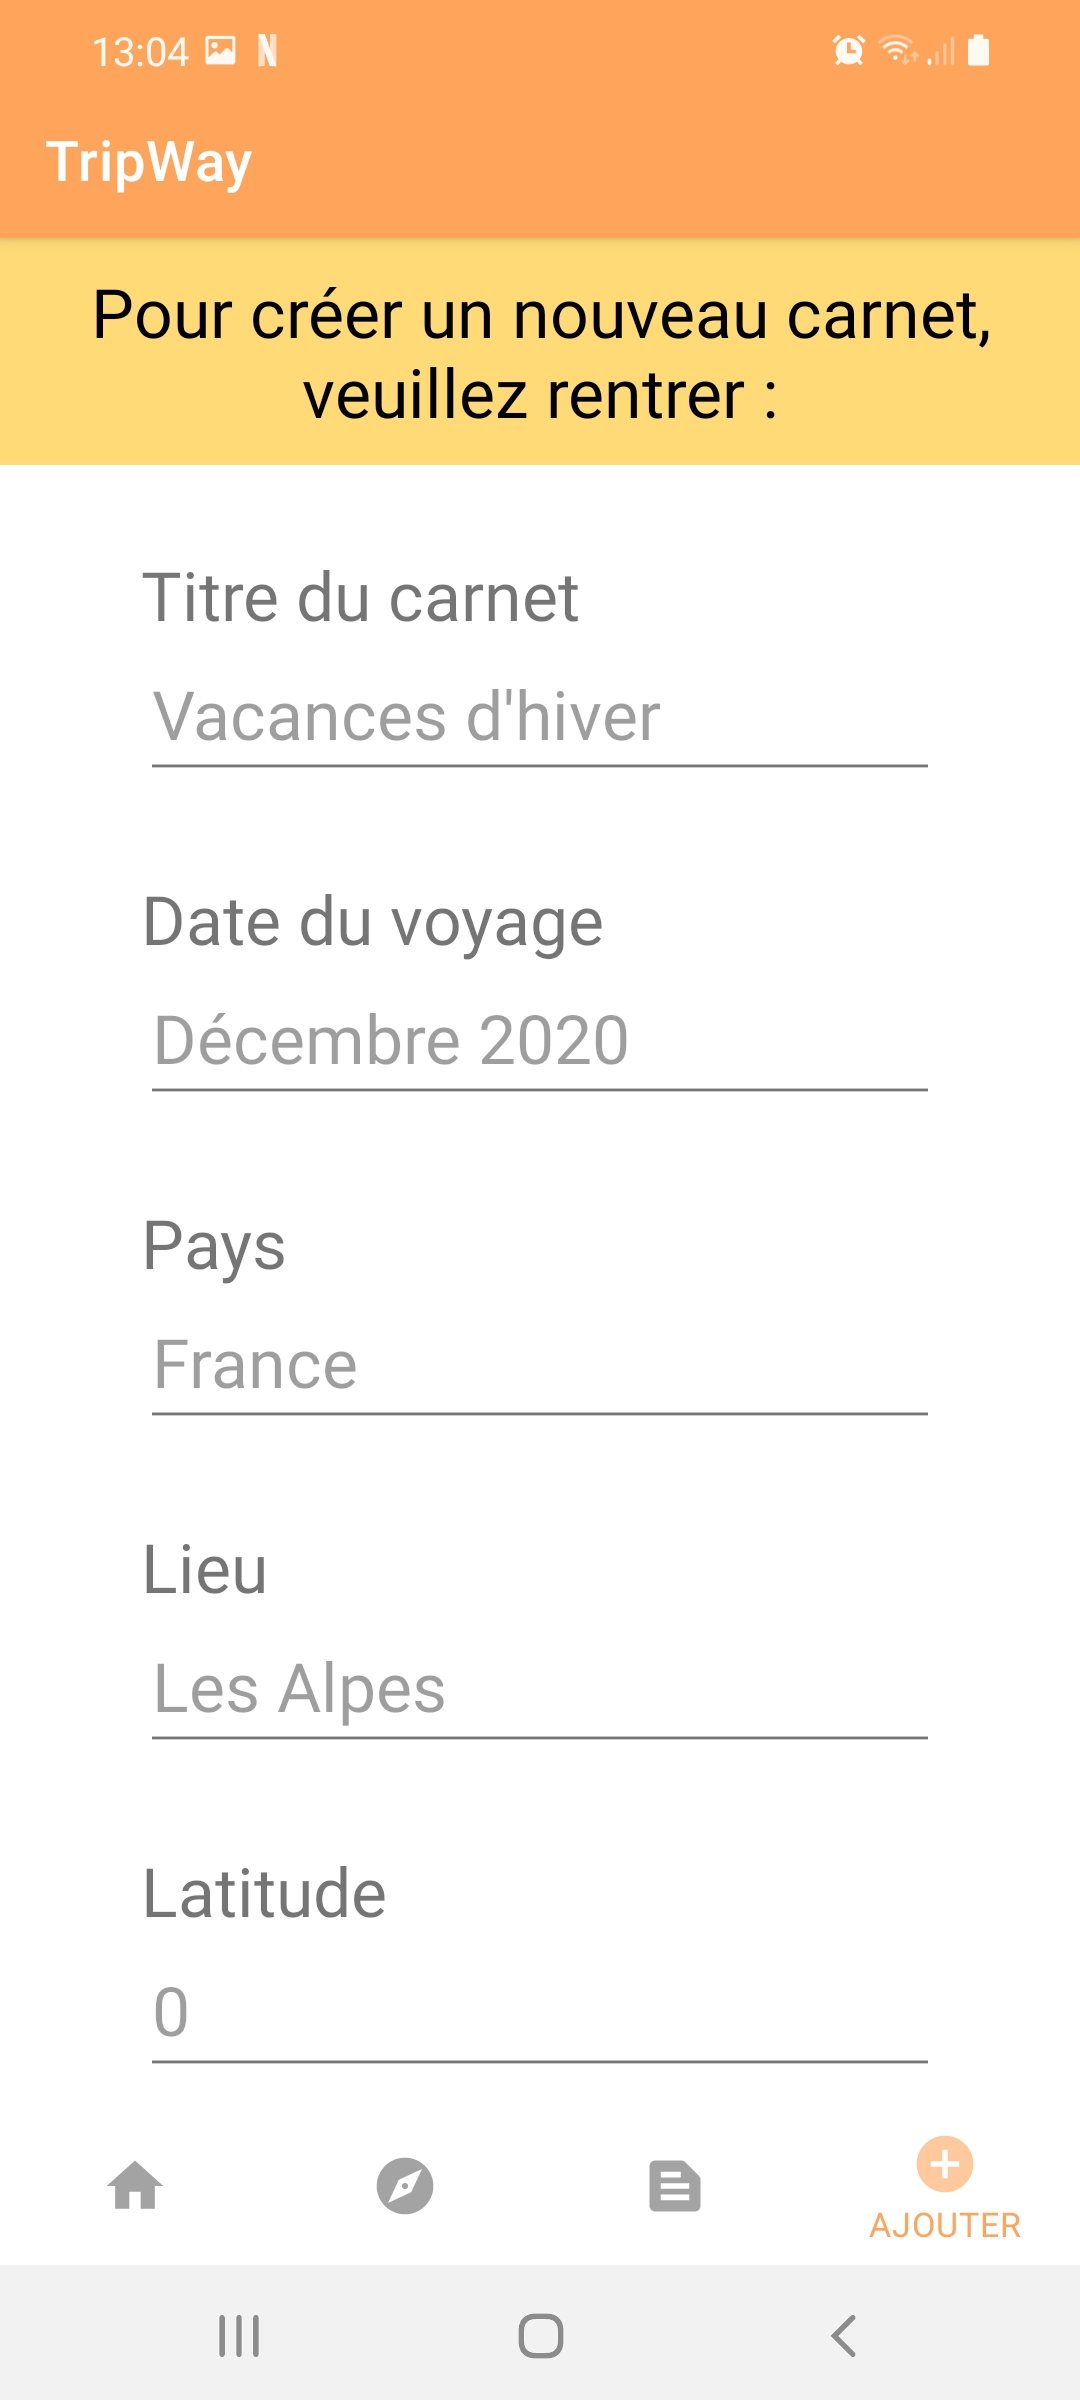 13:04
TripWay
Pour créer un nouveau carnet,
veuillez rentrer :
Titre du carnet
Vacances d'hiver
Date du voyage
Décembre 2020
Pays
France
Lieu
Les Alpes
Latitude
0
AJOUTER